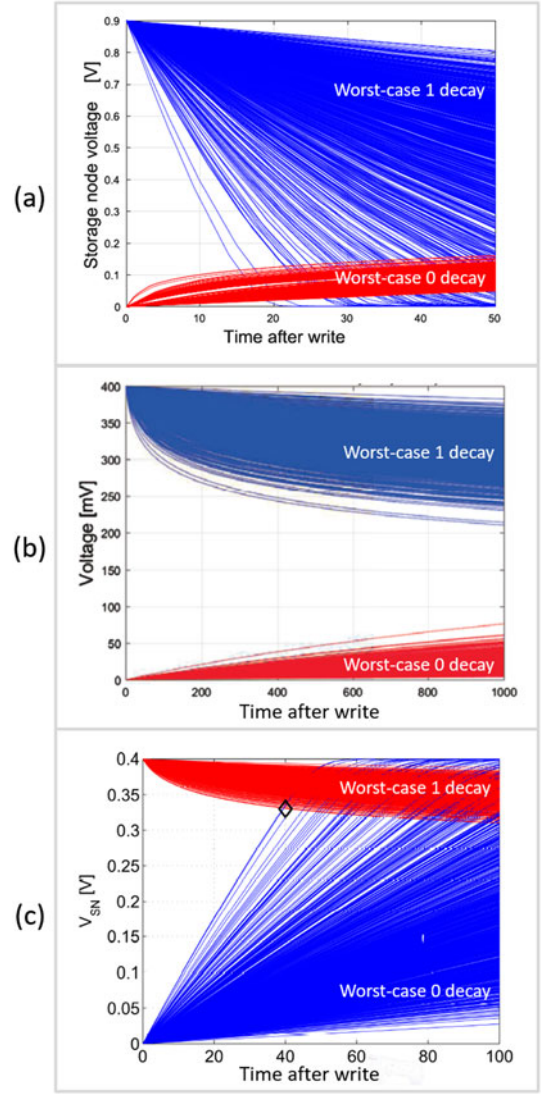 (a)
Storage node voltage [V]
0.9
0.8
0.7
0.6
0.5
0.4
0.3
0.2
0.1
0
Worst-case 1 decay
Worst-case 0 decay
0 10 20 30 40 50
Time after write
(b)
Voltage [mV]
400
350
300
250
200
150
100
50
0
Worst-case 1 decay
Worst-case 0 decay
0 200 400 600 800 1000
Time after write
(c)
V_SN [V]
0.4
0.35
0.3
0.25
0.2
0.15
0.1
0.05
0
Worst-case 1 decay
Worst-case 0 decay
0 20 40 60 80 100
Time after write